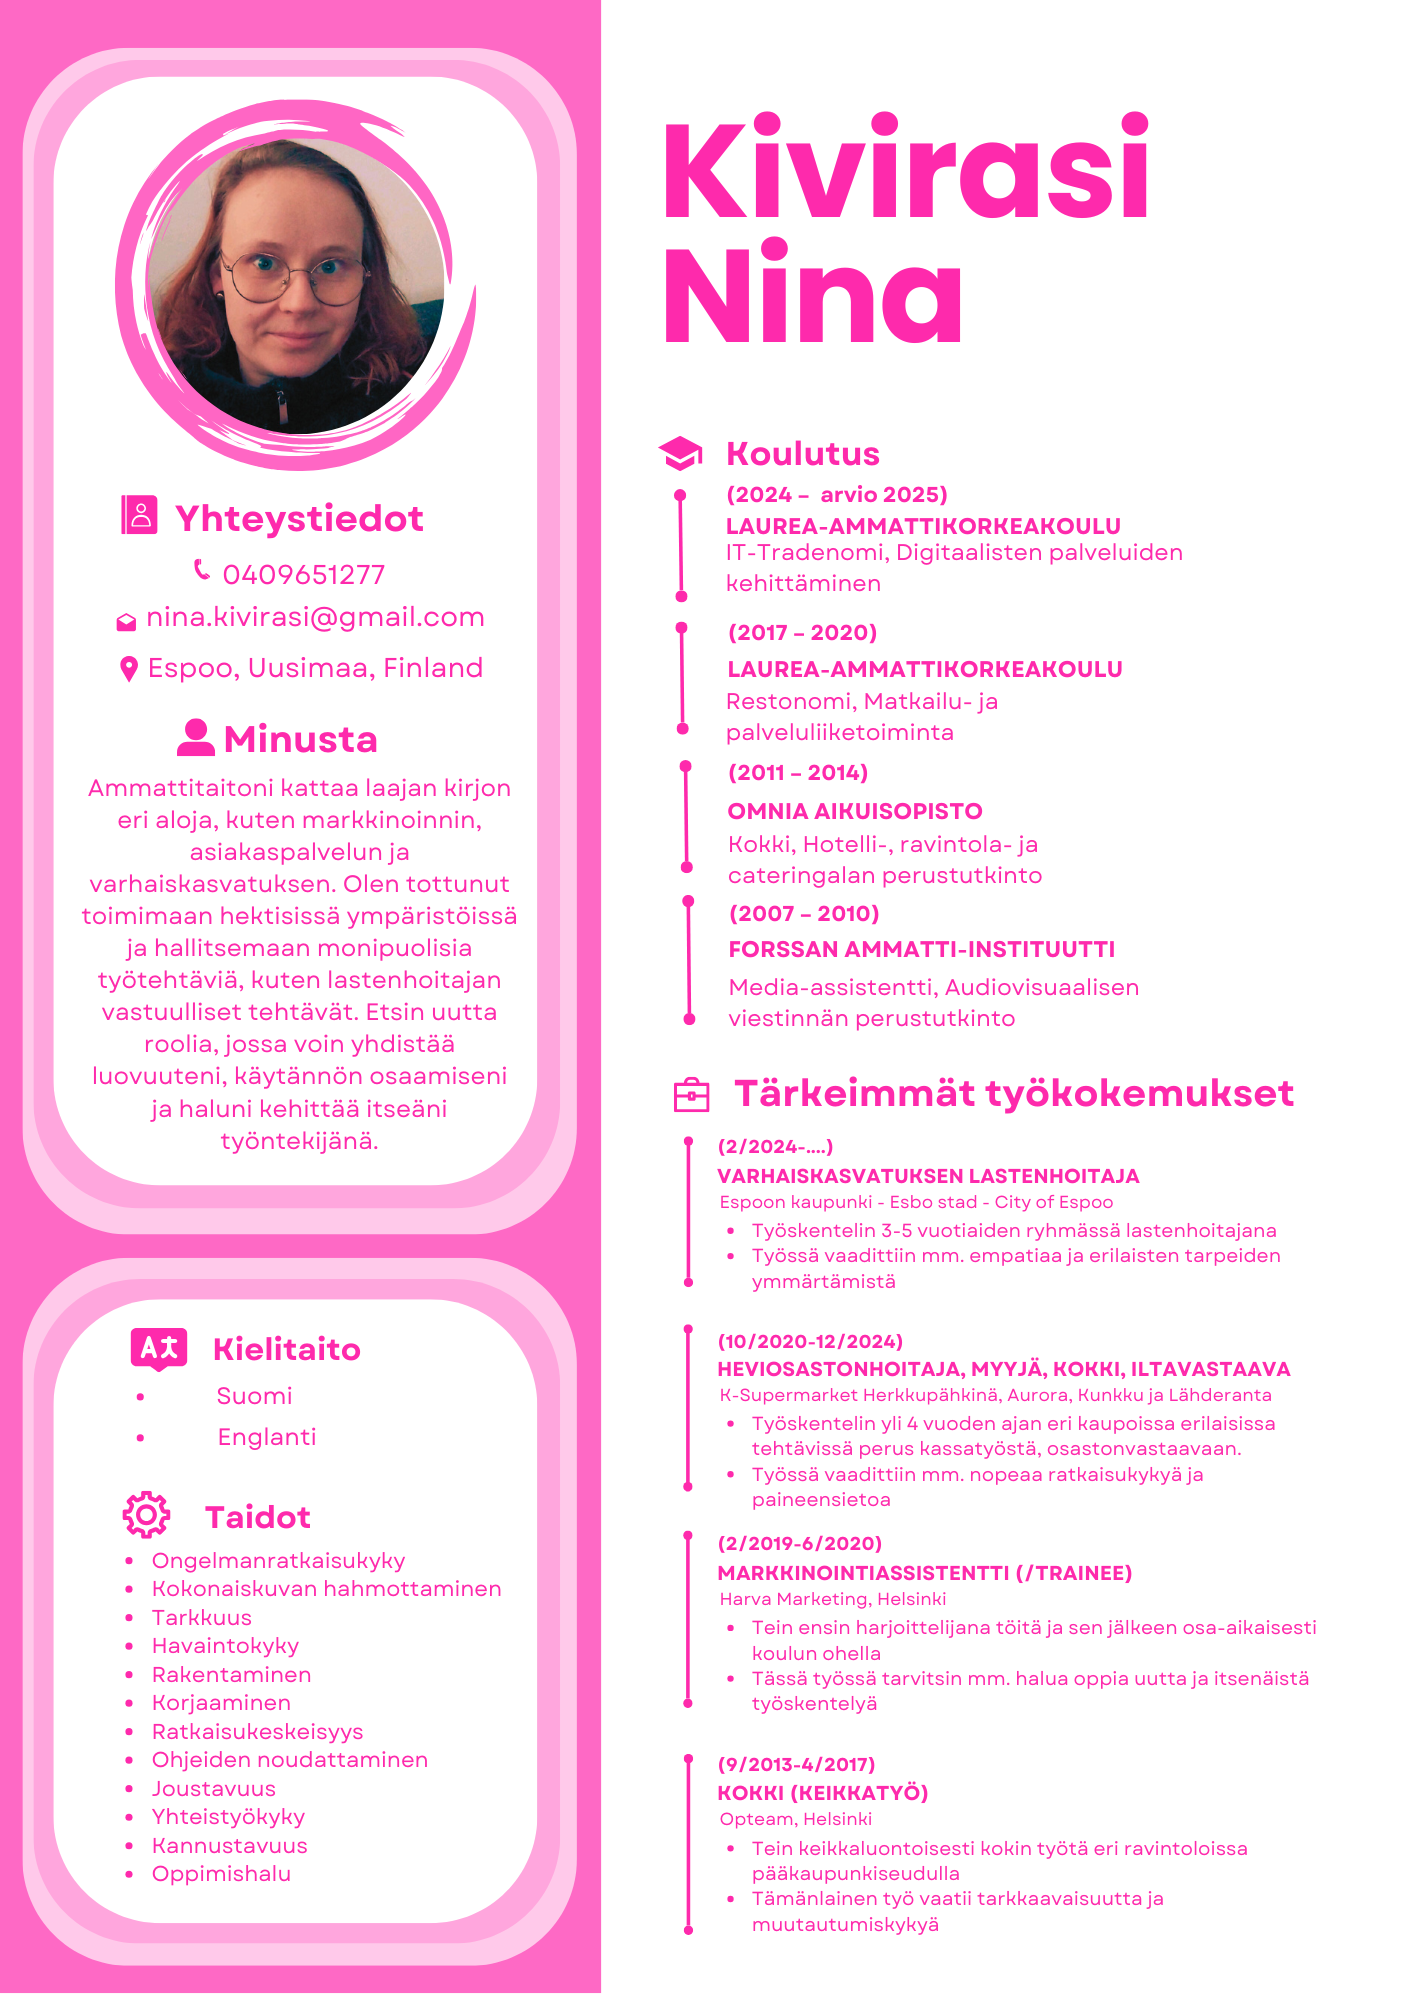 Kivirasi
Nina
Yhteystiedot
0409651277
nina.kivirasi@gmail.com
Espoo, Uusimaa, Finland
Minusta
Ammattitaitoni kattaa laajan kirjon
eri aloja, kuten markkinoinnin,
asiakaspalvelun ja
varhaiskasvatuksen. Olen tottunut
toimimaan hektisissä ympäristöissä
ja hallitsemaan monipuolisia
työtehtäviä, kuten lastenhoitajan
vastuulliset tehtävät. Etsin uutta
roolia, jossa voin yhdistää
luovuuteni, käytännön osaamiseni
ja haluni kehittää itseäni
työntekijänä.
Kielitaito
• Suomi
• Englanti
Taidot
• Ongelmanratkaisukyky
• Kokonaiskuvan hahmottaminen
• Tarkkuus
• Havaintokyky
• Rakentaminen
• Korjaaminen
• Ratkaisukeskeisyys
• Ohjeiden noudattaminen
• Joustavuus
• Yhteistyökyky
• Kannustavuus
• Oppimishalu
Koulutus
(2024 – arvio 2025)
LAUREA-AMMATTIKORKEAKOULU
IT-Tradenomi, Digitaalisten palveluiden
kehittäminen
(2017 – 2020)
LAUREA-AMMATTIKORKEAKOULU
Restonomi, Matkailu- ja
palveluliiketoiminta
(2011 – 2014)
OMNIA AIKUISOPISTO
Kokki, Hotelli-, ravintola- ja
cateringalan perustutkinto
(2007 – 2010)
FORSSAN AMMATTI-INSTITUUTTI
Media-assistentti, Audiovisuaalisen
viestinnän perustutkinto
Tärkeimmät työkokemukset
(2/2024-....)
VARHAISKASVATUKSEN LASTENHOITAJA
Espoon kaupunki - Esbo stad - City of Espoo
• Työskentelin 3-5 vuotiaiden ryhmässä lastenhoitajana
• Työssä vaadittiin mm. empatiaa ja erilaisten tarpeiden
ymmärtämistä
(10/2020-12/2024)
HEVIOSASTONHOITAJA, MYYJÄ, KOKKI, ILTAVASTAAVA
K-Supermarket Herkkupähkinä, Aurora, Kunkku ja Lähderanta
• Työskentelin yli 4 vuoden ajan eri kaupoissa erilaisissa
tehtävissä perus kassatyöstä, osastonvastaavaan.
• Työssä vaadittiin mm. nopeaa ratkaisukykyä ja
paineensietoa
(2/2019-6/2020)
MARKKINOINTIASSISTENTTI (/TRAINEE)
Harva Marketing, Helsinki
• Tein ensin harjoittelijana töitä ja sen jälkeen osa-aikaisesti
koulun ohella
• Tässä työssä tarvitsin mm. halua oppia uutta ja itsenäistä
työskentelyä
(9/2013-4/2017)
KOKKI (KEIKKATYÖ)
Opteam, Helsinki
• Tein keikkaluontoisesti kokin työtä eri ravintoloissa
pääkaupunkiseudulla
• Tämänlainen työ vaatii tarkkaavaisuutta ja
muutautumiskykyä